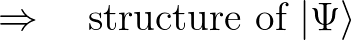 ⇒ structure of |Ψ⟩